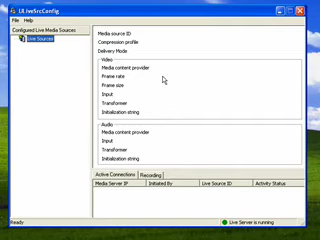 ULiveSrcConfig
File Help
Configured Live Media Sources
Live Sources
Media source ID
Compression profile
Delivery Mode
Video
Media content provider
Frame rate
Frame size
Input
Transformer
Initialization string
Audio
Media content provider
Input
Transformer
Initialization string
Active Connections Recording
Media Server IP Initiated By Live Source ID Activity Status
Ready Live Server is running